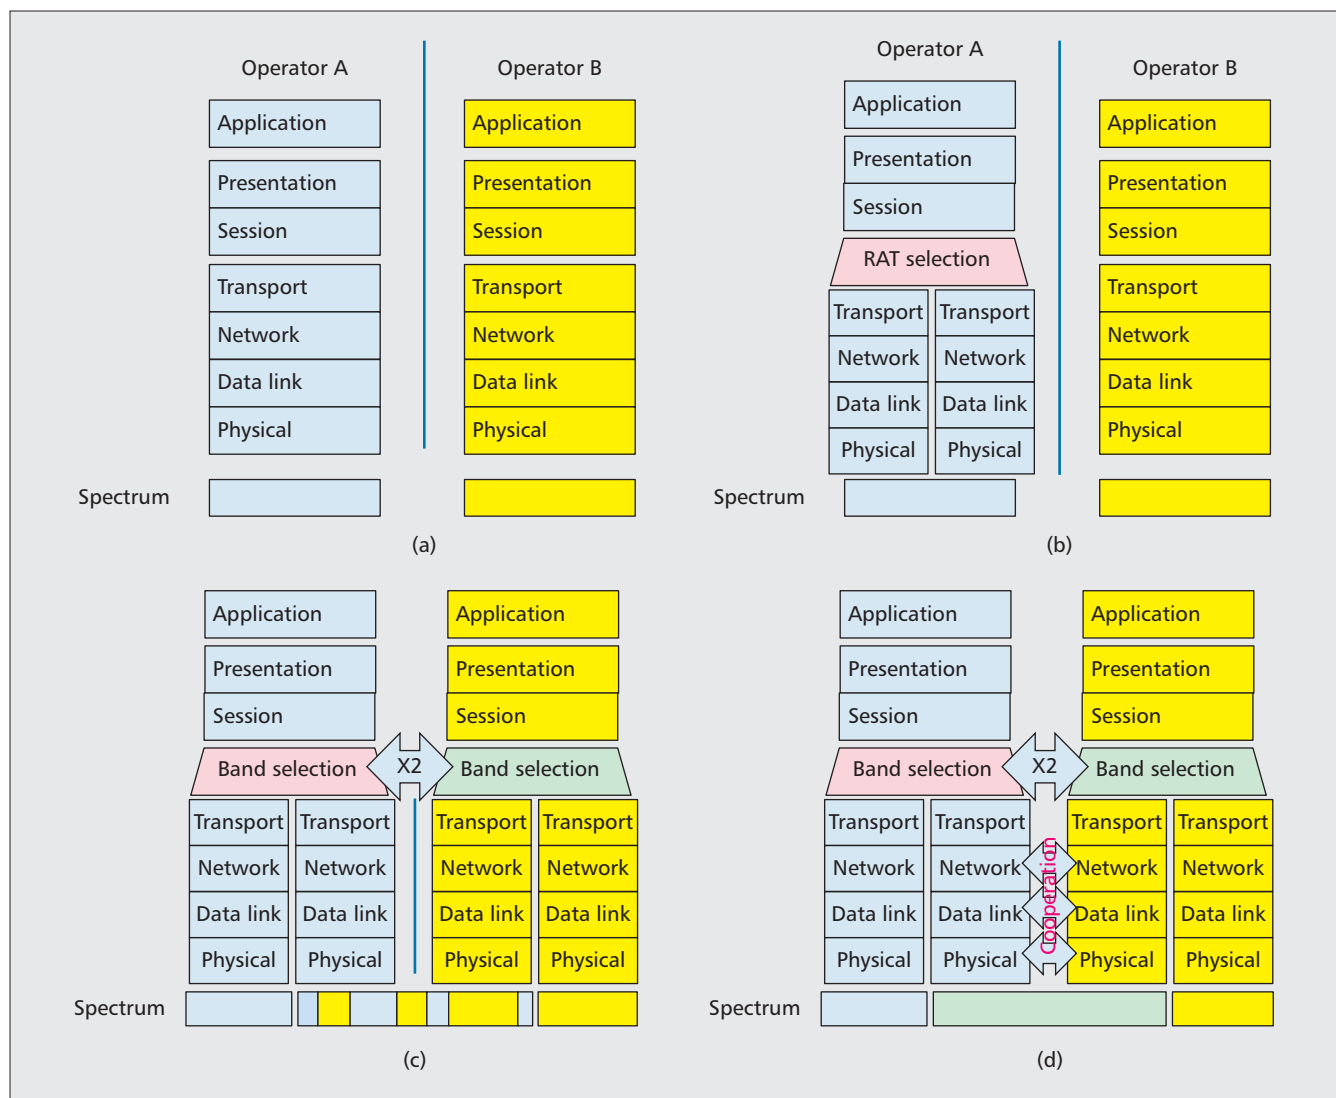 Operator A
Operator B
Application
Application
Presentation
Presentation
Session
Session
Transport
Transport
Network
Network
Data link
Data link
Physical
Physical
Spectrum
(a)
Operator A
Operator B
Application
Application
Presentation
Presentation
Session
Session
RAT selection
Transport
Transport
Transport
Network
Network
Network
Data link
Data link
Data link
Physical
Physical
Physical
Spectrum
(b)
Application
Application
Presentation
Presentation
Session
Session
Band selection
X2
Band selection
Transport
Transport
Transport
Transport
Network
Network
Network
Network
Data link
Data link
Data link
Data link
Physical
Physical
Physical
Physical
Spectrum
(c)
Application
Application
Presentation
Presentation
Session
Session
Band selection
X2
Band selection
Transport
Transport
Transport
Transport
Network
Network
Network
Network
Data link
Data link
Data link
Data link
Physical
Physical
Physical
Physical
Cooperation
Spectrum
(d)